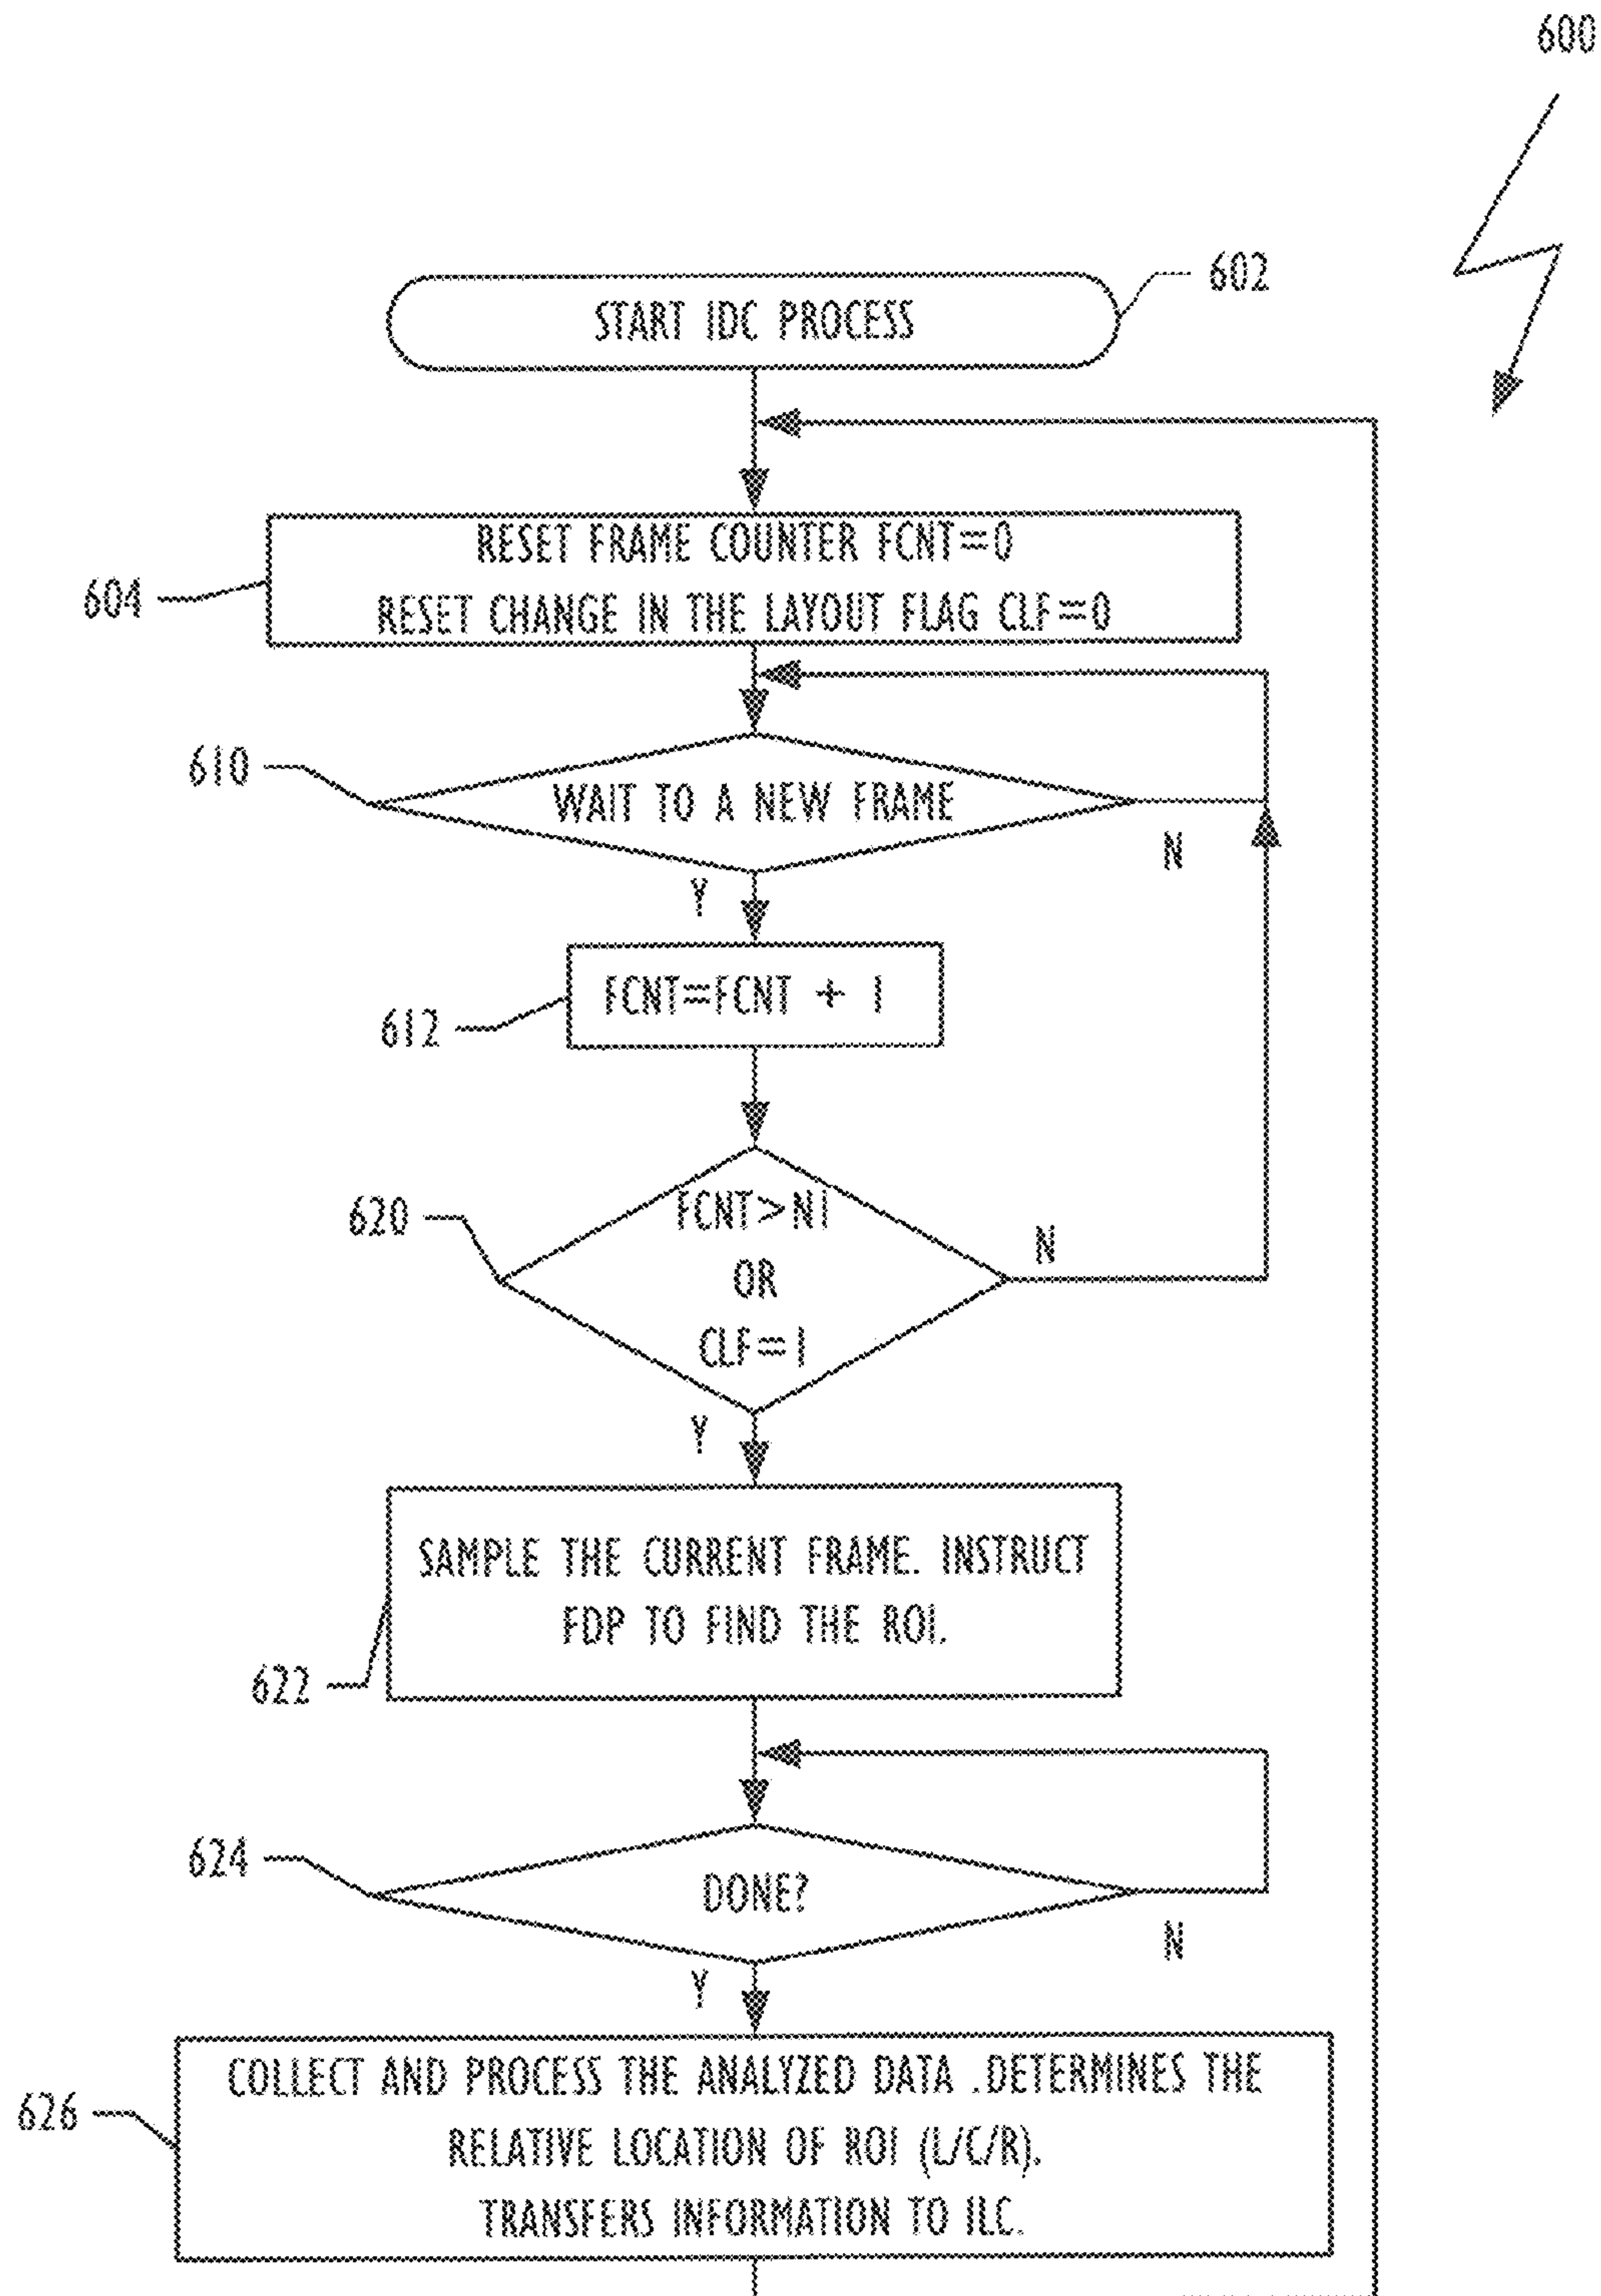 600
START IDC PROCESS
602
RESET FRAME COUNTER FCNT=0
RESET CHANGE IN THE LAYOUT FLAG CLF=0
604
610
WAIT TO A NEW FRAME
N
Y
FCNT=FCNT + 1
612
620
FCNT>N1
OR
CLF=1
N
Y
SAMPLE THE CURRENT FRAME. INSTRUCT
FDP TO FIND THE ROI.
622
624
DONE?
N
Y
COLLECT AND PROCESS THE ANALYZED DATA .DETERMINES THE
RELATIVE LOCATION OF ROI (L/C/R).
TRANSFERS INFORMATION TO ILC.
626